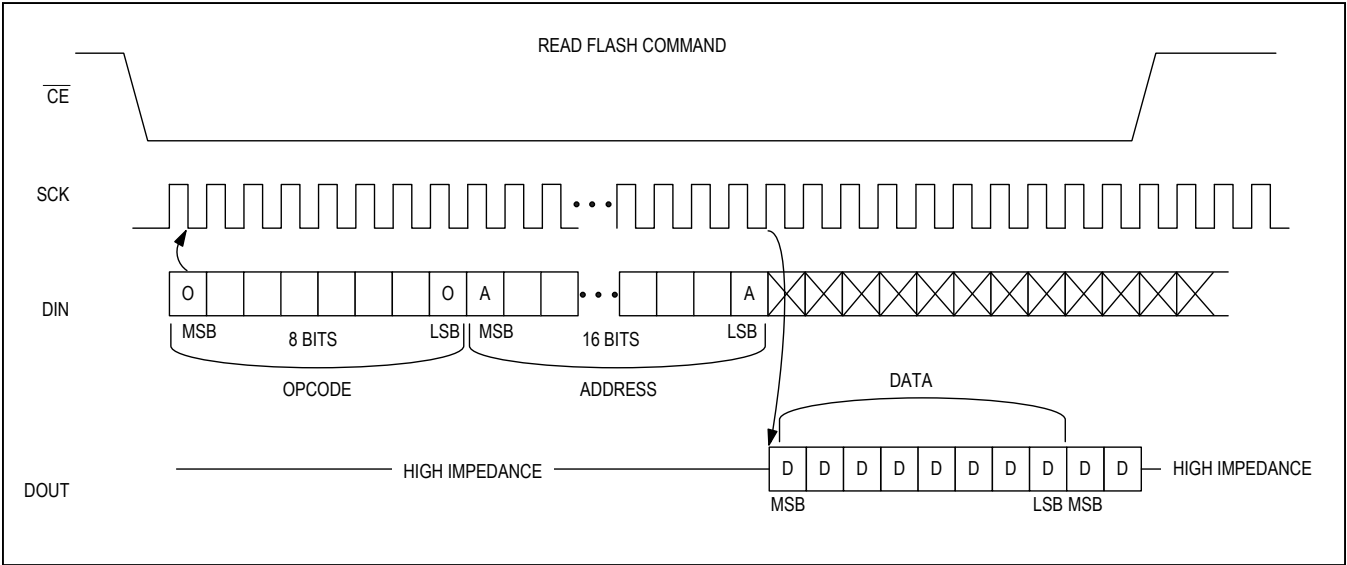 READ FLASH COMMAND
CE
SCK
DIN
O O A A
MSB 8 BITS LSB MSB 16 BITS LSB
OPCODE ADDRESS
DATA
DOUT
HIGH IMPEDANCE D D D D D D D D D D HIGH IMPEDANCE
MSB LSB MSB